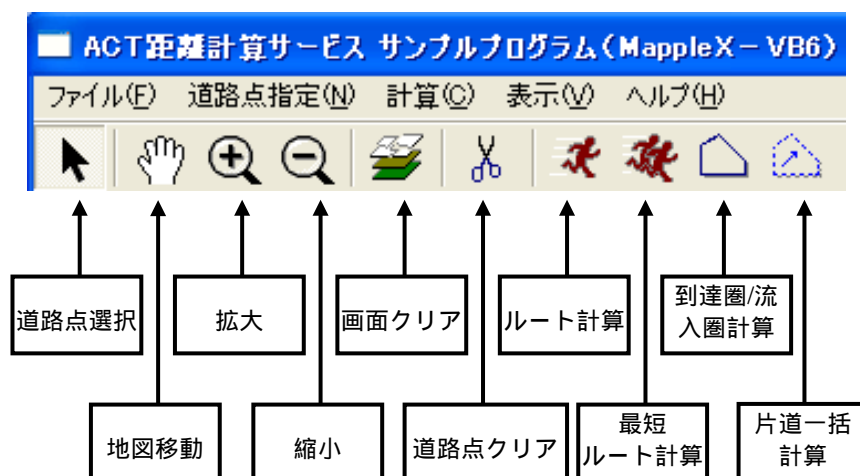 ACT距離計算サービス サンプルプログラム(MappleX－VB6)
ファイル(F) 道路点指定(N) 計算(C) 表示(V) ヘルプ(H)
道路点選択
拡大
画面クリア
ルート計算
到達圏/流
入圏計算
地図移動
縮小
道路点クリア
最短
ルート計算
片道一括
計算